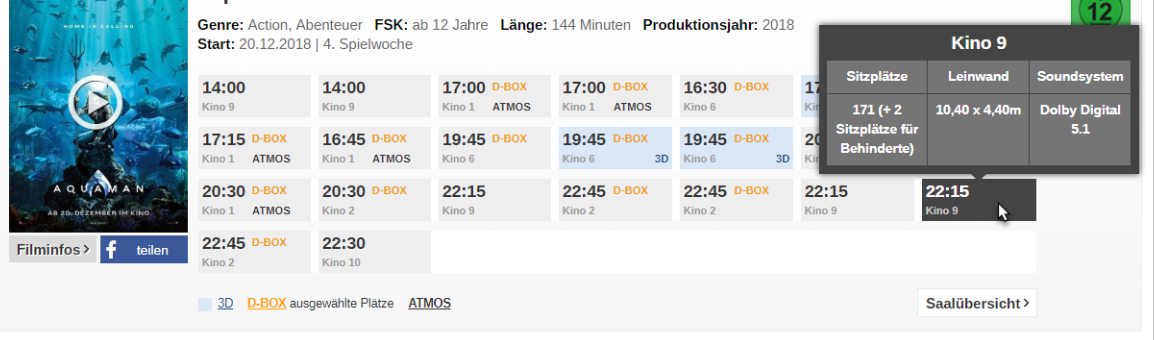 HOME IS CALLING
AQUAMAN
AB 20. DEZEMBER IM KINO
Filminfos
f teilen
Genre: Action, Abenteuer FSK: ab 12 Jahre Länge: 144 Minuten Produktionsjahr: 2018
Start: 20.12.2018 | 4. Spielwoche
12
Kino 9
Sitzplätze Leinwand Soundsystem
171 (+ 2 10,40 x 4,40m Dolby Digital
Sitzplätze für 5.1
Behinderte)
14:00 14:00 17:00 D-BOX 17:00 D-BOX 16:30 D-BOX
Kino 9 Kino 9 Kino 1 ATMOS Kino 1 ATMOS Kino 6
17:15 D-BOX 16:45 D-BOX 19:45 D-BOX 19:45 D-BOX 19:45 D-BOX
Kino 1 ATMOS Kino 1 ATMOS Kino 6 Kino 6 3D Kino 6 3D
20:30 D-BOX 20:30 D-BOX 22:15 22:45 D-BOX 22:45 D-BOX 22:15 22:15
Kino 1 ATMOS Kino 2 Kino 9 Kino 2 Kino 2 Kino 9 Kino 9
22:45 D-BOX 22:30
Kino 2 Kino 10
3D D-BOX ausgewählte Plätze ATMOS
Saalübersicht